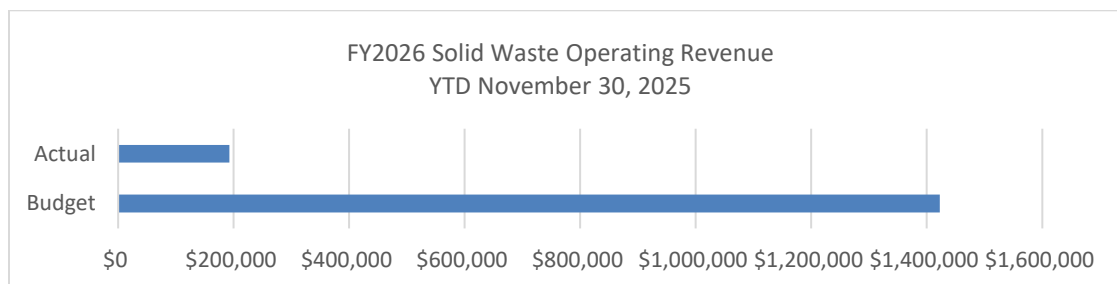 FY2026 Solid Waste Operating Revenue
YTD November 30, 2025
Actual
Budget
$0 $200,000 $400,000 $600,000 $800,000 $1,000,000 $1,200,000 $1,400,000 $1,600,000